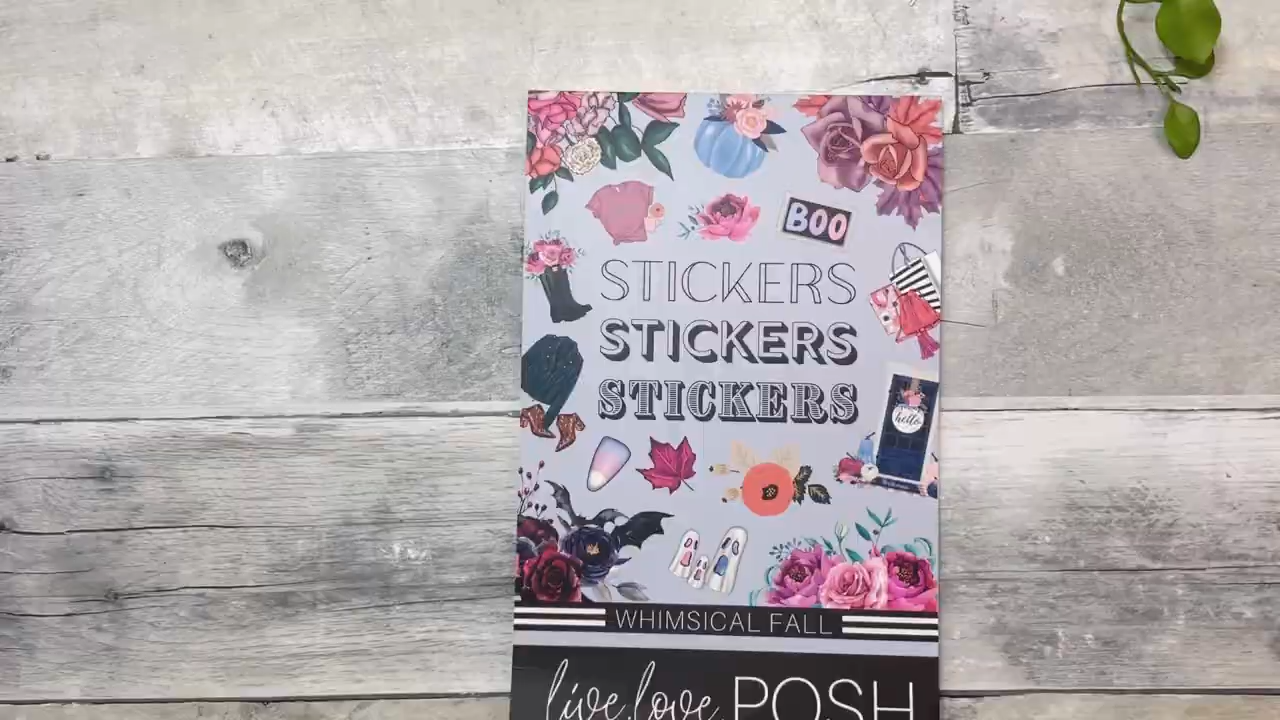 BOO
STICKERS
STICKERS
STICKERS
hello
WHIMSICAL FALL
live.love.POSH